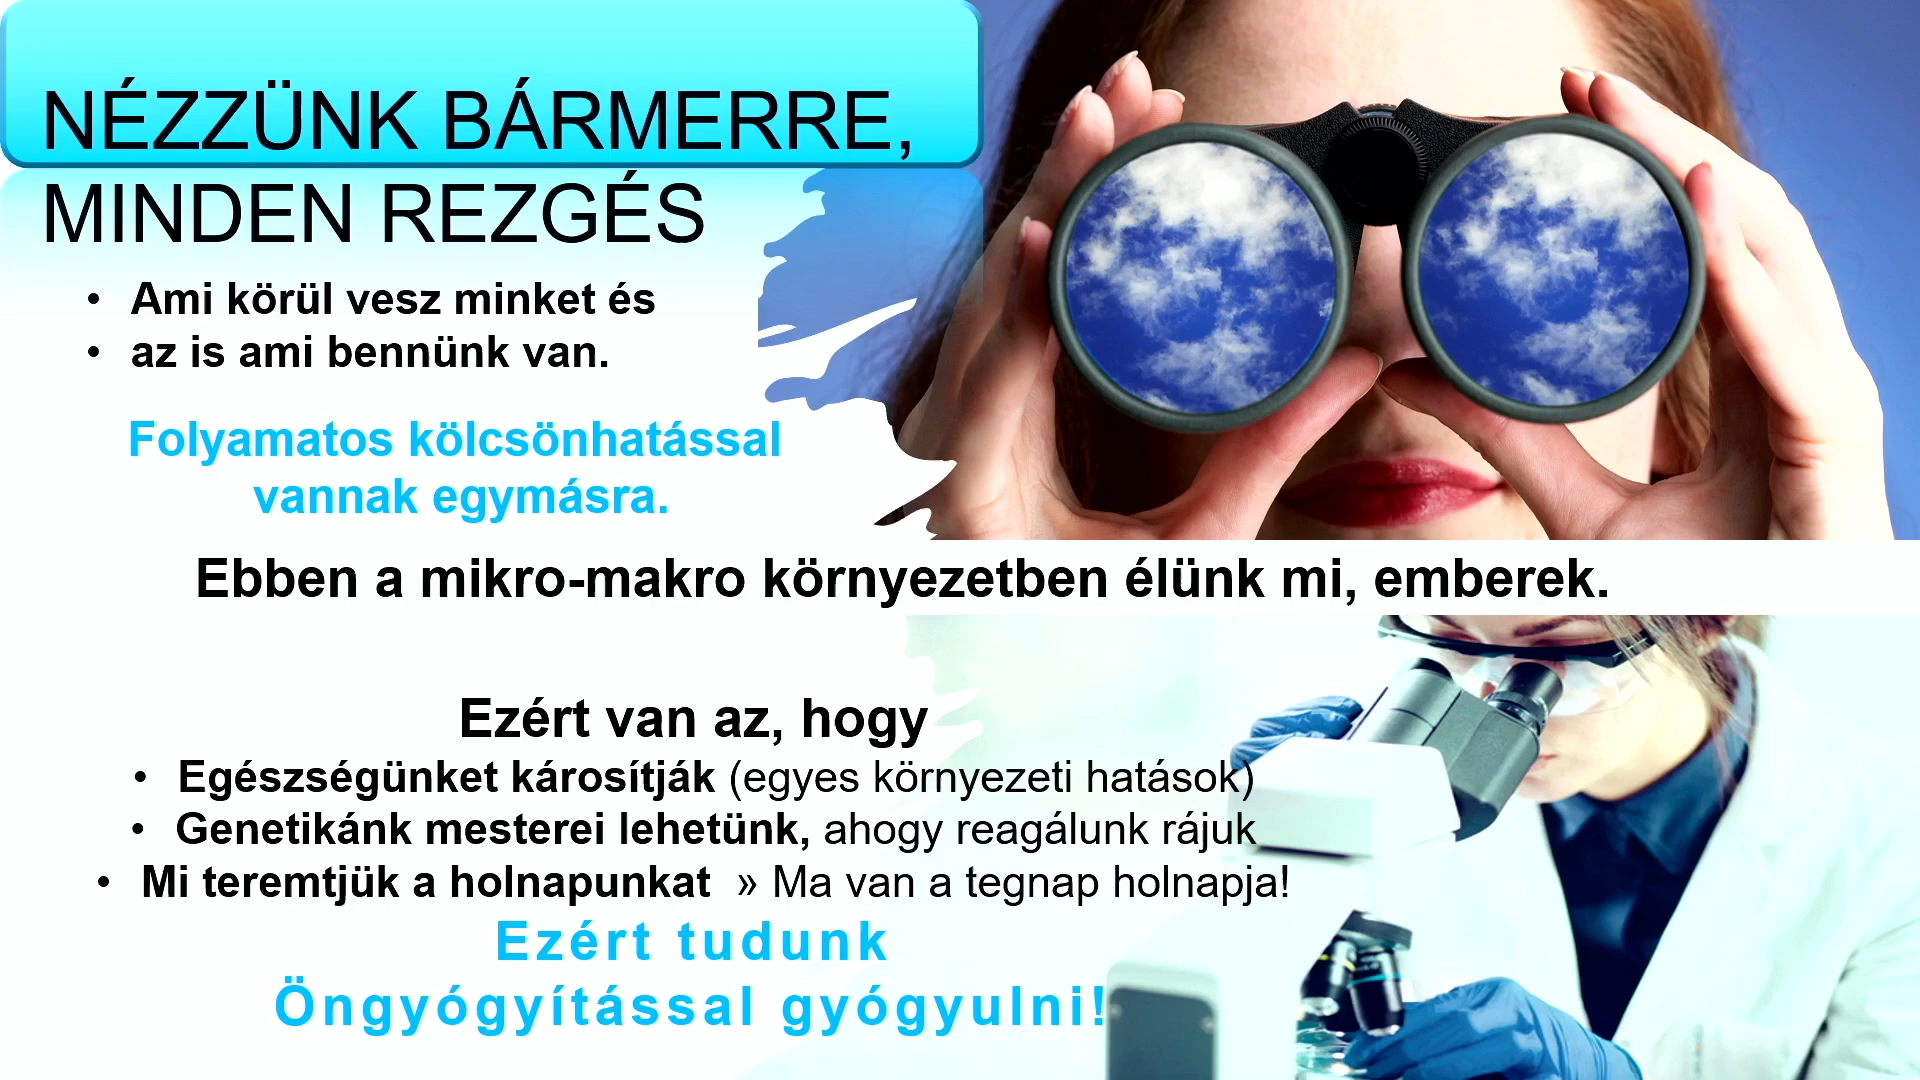 NÉZZÜNK BÁRMERRE,
MINDEN REZGÉS
• Ami körül vesz minket és
• az is ami bennünk van.
Folyamatos kölcsönhatással
vannak egymásra.
Ebben a mikro-makro környezetben élünk mi, emberek.
Ezért van az, hogy
• Egészségünket károsítják (egyes környezeti hatások)
• Genetikánk mesterei lehetünk, ahogy reagálunk rájuk
• Mi teremtjük a holnapunkat » Ma van a tegnap holnapja!
Ezért tudunk
Öngyógyítással gyógyulni!